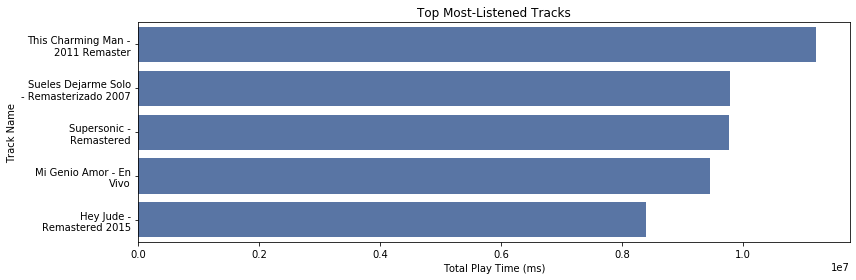 Top Most-Listened Tracks
Track Name
This Charming Man -
2011 Remaster
Sueles Dejarme Solo
- Remasterizado 2007
Supersonic -
Remastered
Mi Genio Amor - En
Vivo
Hey Jude -
Remastered 2015
0.0 0.2 0.4 0.6 0.8 1.0
1e7
Total Play Time (ms)